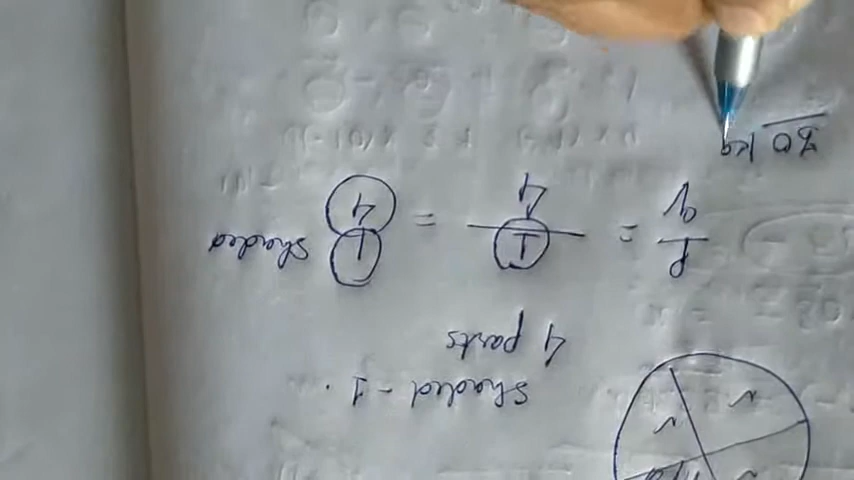 Shaded - 1.
4 parts
p/q = 1/4 = 1/4 Shaded
20 kg